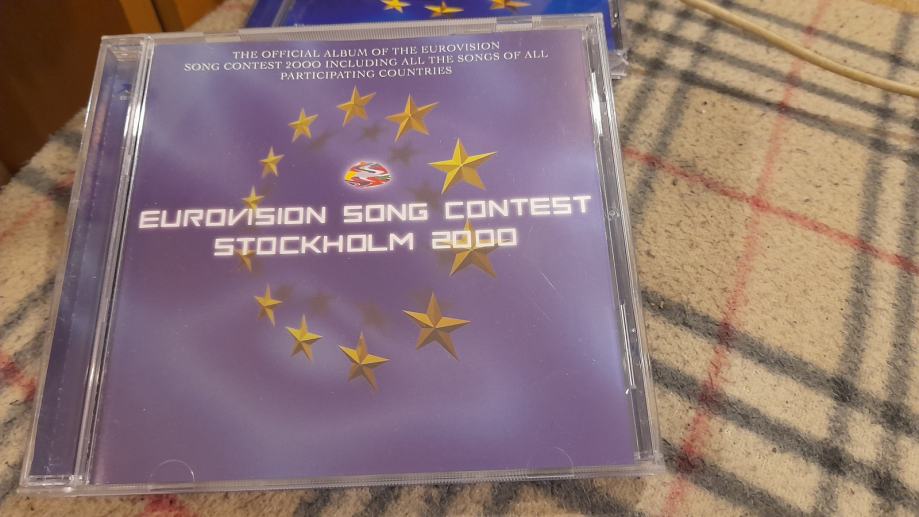 THE OFFICIAL ALBUM OF THE EUROVISION
SONG CONTEST 2000 INCLUDING ALL THE SONGS OF ALL
PARTICIPATING COUNTRIES
EUROVISION SONG CONTEST
STOCKHOLM 2000